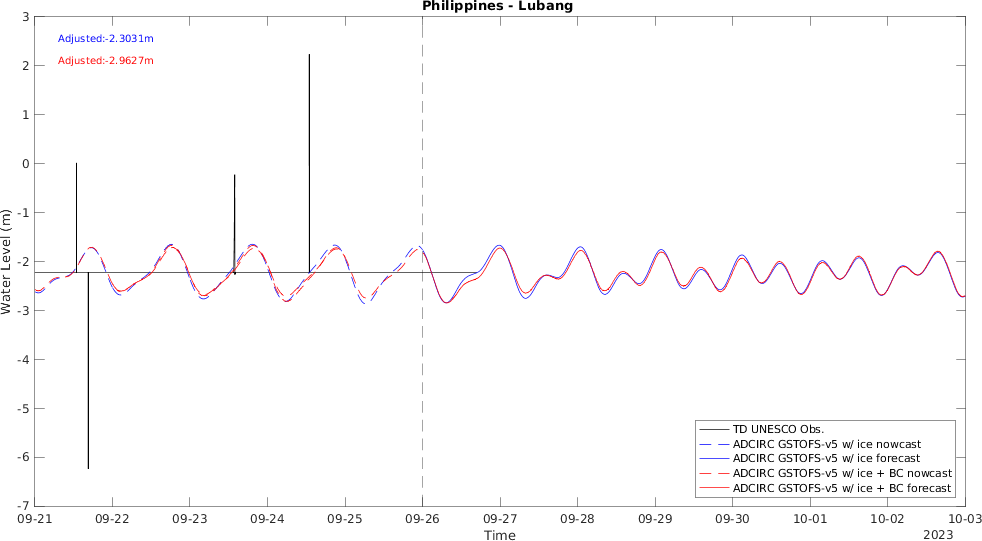 Philippines - Lubang
Adjusted:-2.3031m
Adjusted:-2.9627m
3
2
1
0
-1
-2
-3
-4
-5
-6
-7
Water Level (m)
09-21 09-22 09-23 09-24 09-25 09-26 09-27 09-28 09-29 09-30 10-01 10-02 10-03
Time
2023
TD UNESCO Obs.
ADCIRC GSTOFS-v5 w/ ice nowcast
ADCIRC GSTOFS-v5 w/ ice forecast
ADCIRC GSTOFS-v5 w/ ice + BC nowcast
ADCIRC GSTOFS-v5 w/ ice + BC forecast